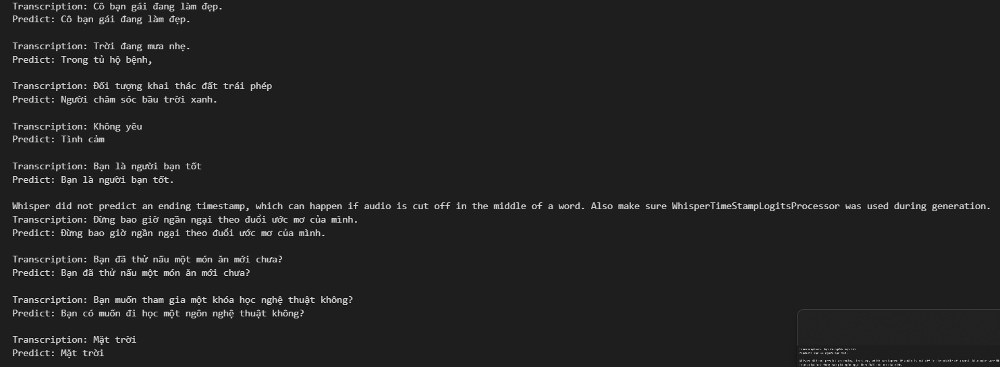 Transcription: Cô bạn gái đang làm đẹp.
Predict: Cô bạn gái đang làm đẹp.
Transcription: Trời đang mưa nhẹ.
Predict: Trong tủ hộ bệnh,
Transcription: Đối tượng khai thác đất trái phép
Predict: Người chăm sóc bầu trời xanh.
Transcription: Không yêu
Predict: Tình cảm
Transcription: Bạn là người bạn tốt
Predict: Bạn là người bạn tốt.
Whisper did not predict an ending timestamp, which can happen if audio is cut off in the middle of a word. Also make sure WhisperTimeStampLogitsProcessor was used during generation.
Transcription: Đừng bao giờ ngần ngại theo đuổi ước mơ của mình.
Predict: Đừng bao giờ ngần ngại theo đuổi ước mơ của mình.
Transcription: Bạn đã thử nấu một món ăn mới chưa?
Predict: Bạn đã thử nấu một món ăn mới chưa?
Transcription: Bạn muốn tham gia một khóa học nghệ thuật không?
Predict: Bạn có muốn đi học một ngôn nghệ thuật không?
Transcription: Mặt trời
Predict: Mặt trời